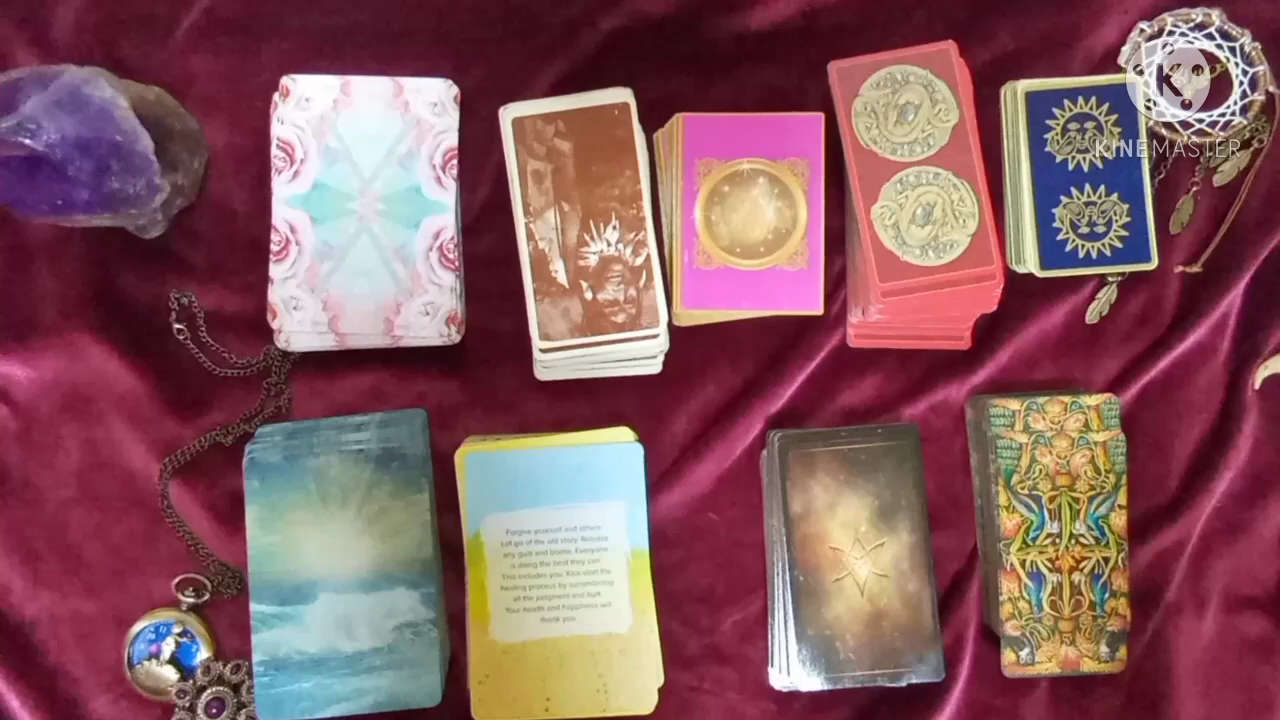 KINEMASTER
Forgive yourself and others
Let go of the old story. Release
any guilt and blame. Everyone
is doing the best they can.
This includes you. Kick-start the
healing process by surrendering
all the judgment and hurt.
Your health and happiness will
thank you.